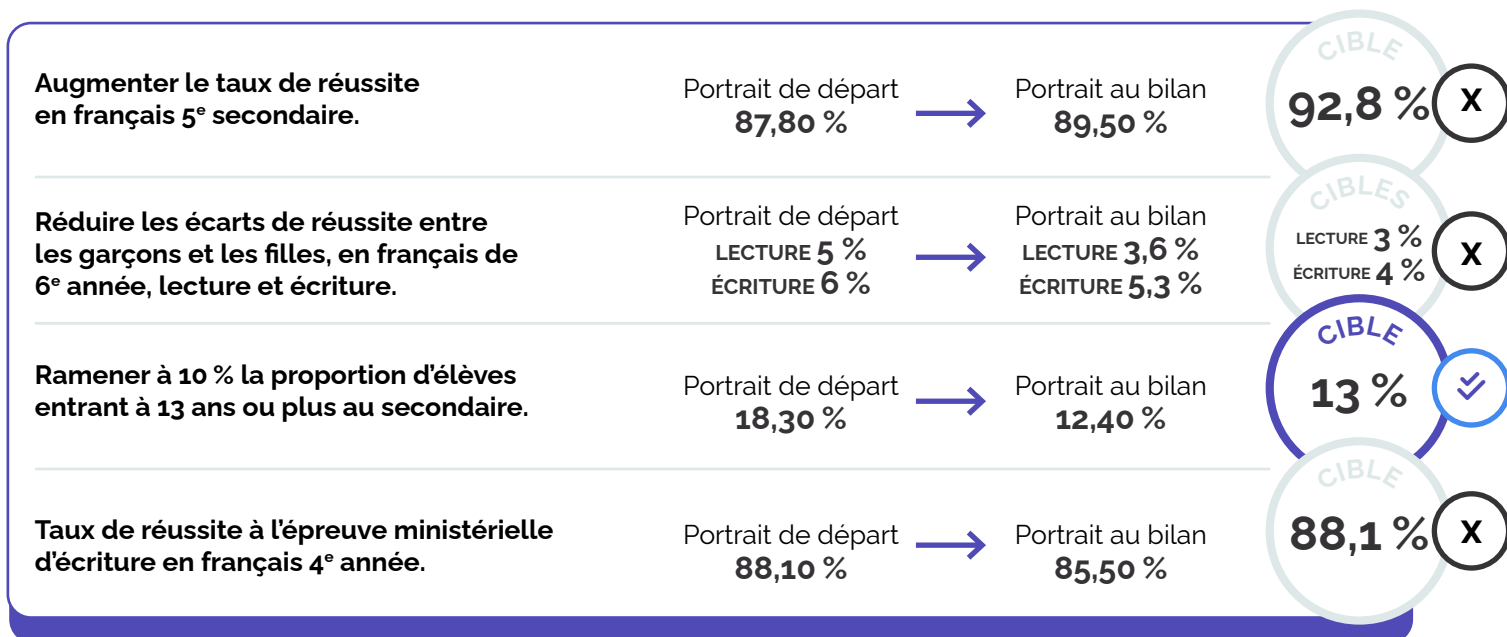 Augmenter le taux de réussite
en français 5e secondaire.
Portrait de départ
87,80 %
Portrait au bilan
89,50 %
CIBLE
92,8 %
X
Réduire les écarts de réussite entre
les garçons et les filles, en français de
6e année, lecture et écriture.
Portrait de départ
LECTURE 5 %
ÉCRITURE 6 %
Portrait au bilan
LECTURE 3,6 %
ÉCRITURE 5,3 %
CIBLES
LECTURE 3 %
ÉCRITURE 4 %
X
Ramener à 10 % la proportion d'élèves
entrant à 13 ans ou plus au secondaire.
Portrait de départ
18,30 %
Portrait au bilan
12,40 %
CIBLE
13 %
Taux de réussite à l'épreuve ministérielle
d'écriture en français 4e année.
Portrait de départ
88,10 %
Portrait au bilan
85,50 %
CIBLE
88,1 %
X